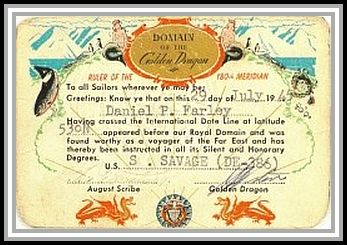 DOMAIN
OF THE
Golden Dragon
RULER OF THE 180TH MERIDIAN
To all Sailors wherever ye may be:
Greetings: Know ye that on this 29 day of July 1945
Daniel P. Farley
Having crossed the International Date Line at latitude
53°N appeared before our Royal Domain and was
found worthy as a voyager of the Far East and has
thereby been instructed in all its Silent and Honorary
Degrees.
U.S. S. SAVAGE (DE-386)
August Scribe
Golden Dragon